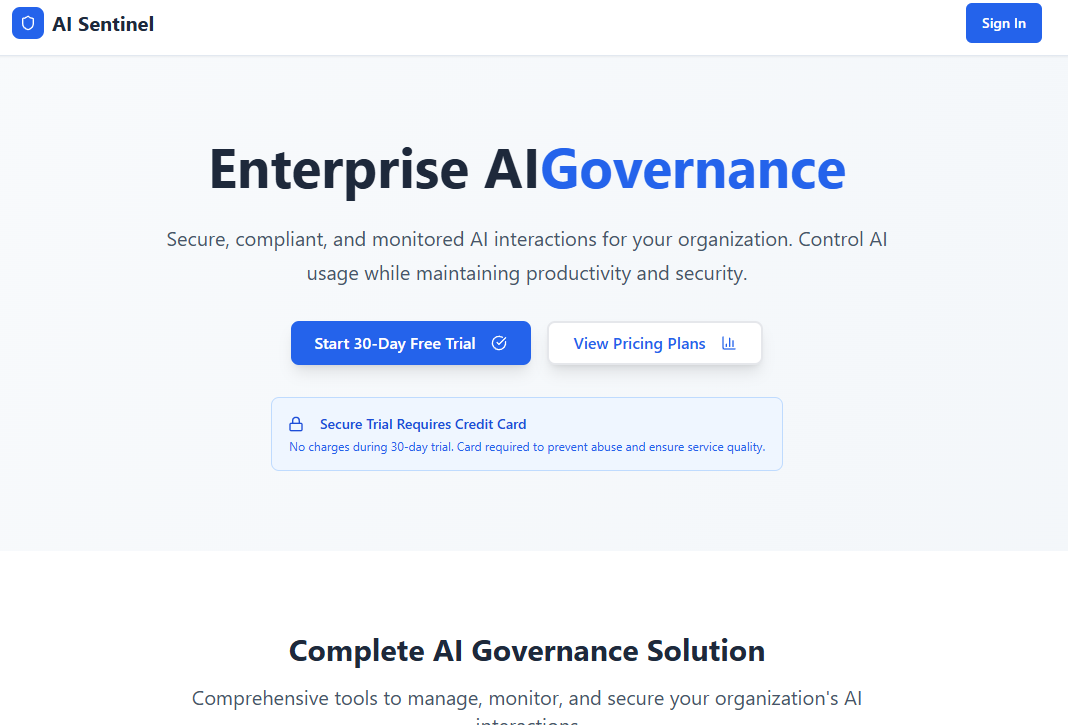 AI Sentinel
Sign In
Enterprise AIGovernance
Secure, compliant, and monitored AI interactions for your organization. Control AI
usage while maintaining productivity and security.
Start 30-Day Free Trial
View Pricing Plans
Secure Trial Requires Credit Card
No charges during 30-day trial. Card required to prevent abuse and ensure service quality.
Complete AI Governance Solution
Comprehensive tools to manage, monitor, and secure your organization's AI
interactions